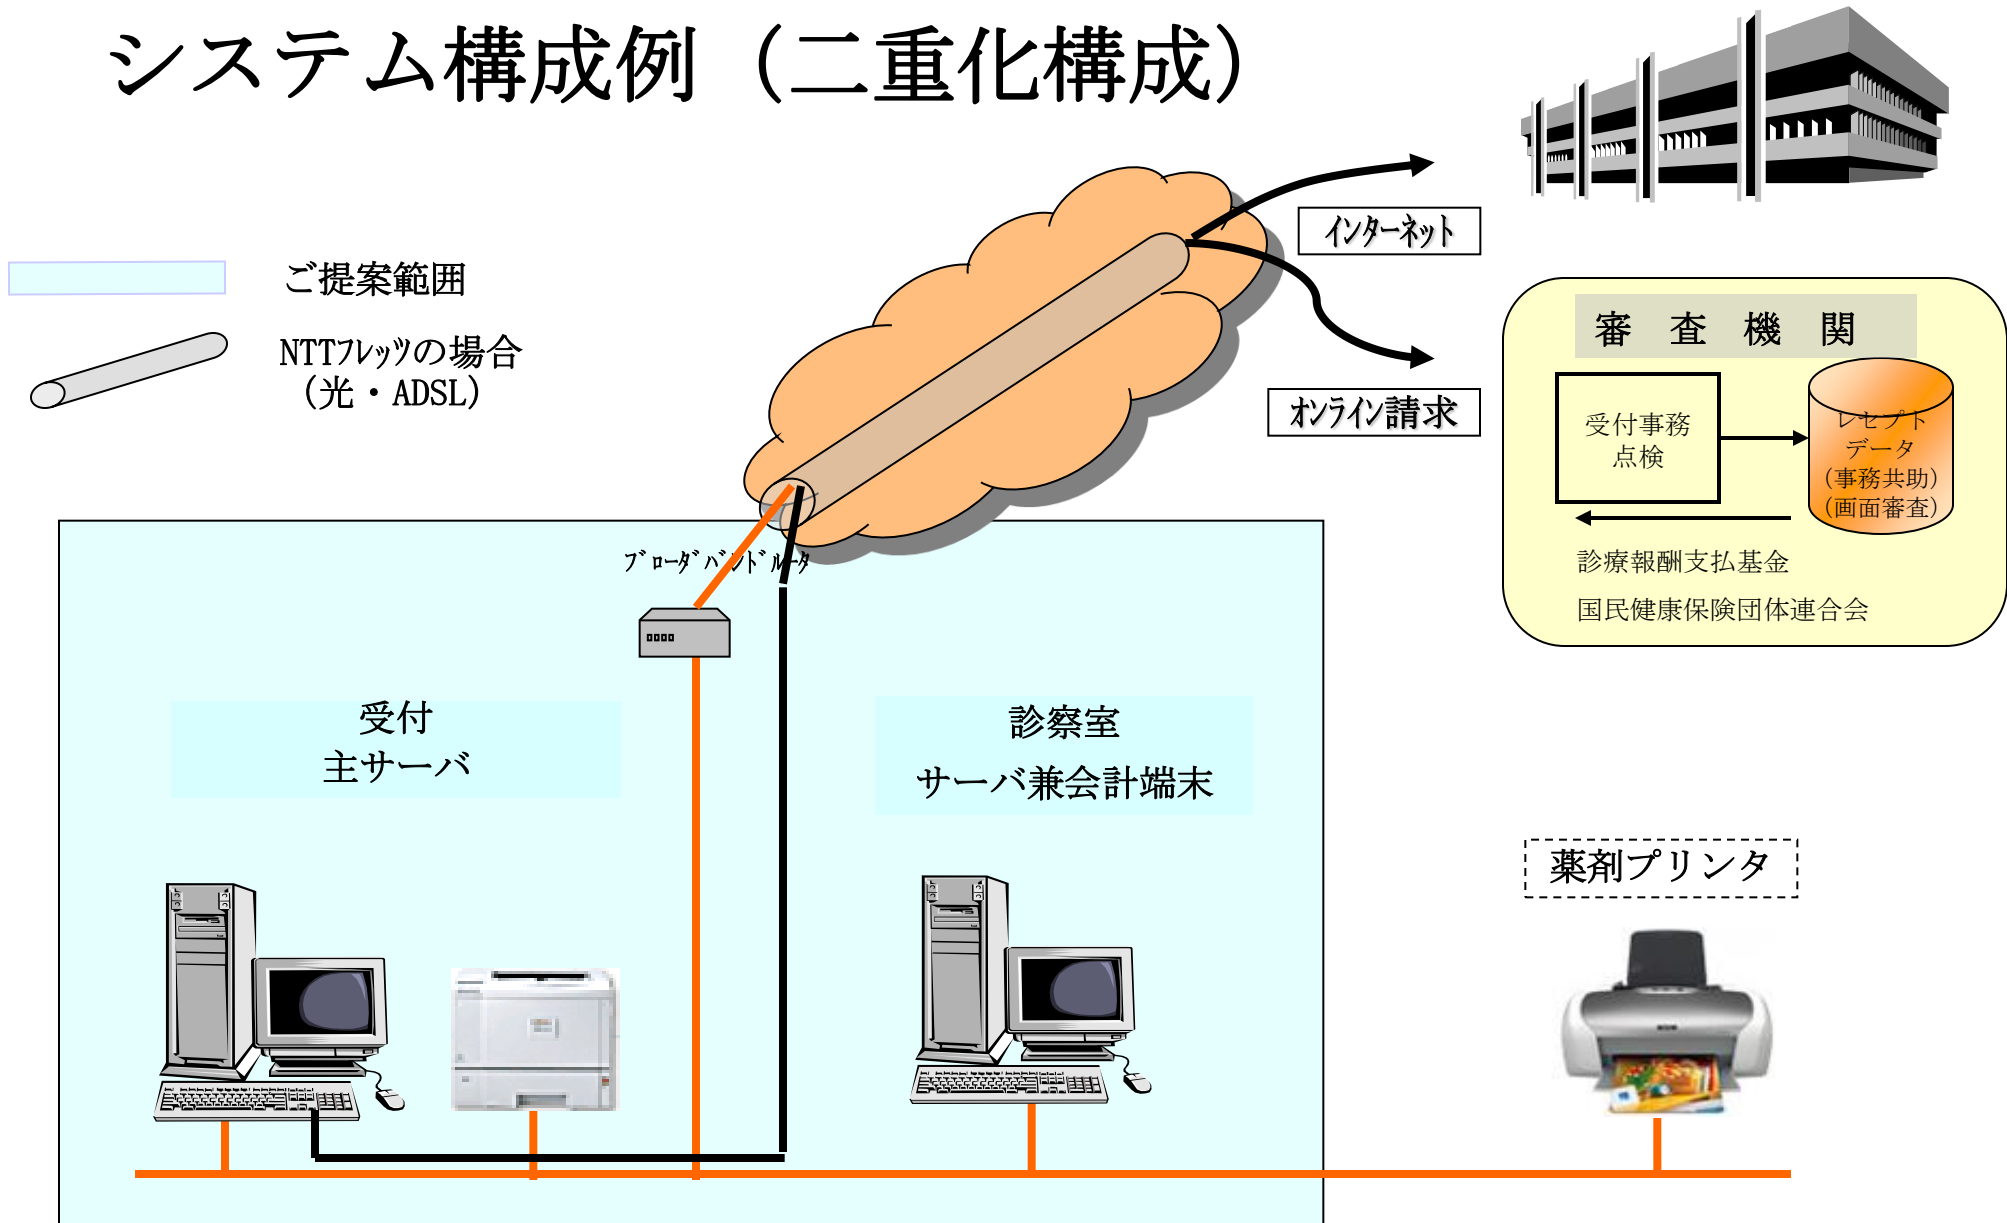 システム構成例（二重化構成）
インターネット
ご提案範囲
NTTフレッツの場合
（光・ADSL）
オンライン請求
審査機関
受付事務
点検
レセプト
データ
（事務共助）
（画面審査）
診療報酬支払基金
国民健康保険団体連合会
ブローダバンドルータ
受付
主サーバ
診察室
サーバ兼会計端末
薬剤プリンタ